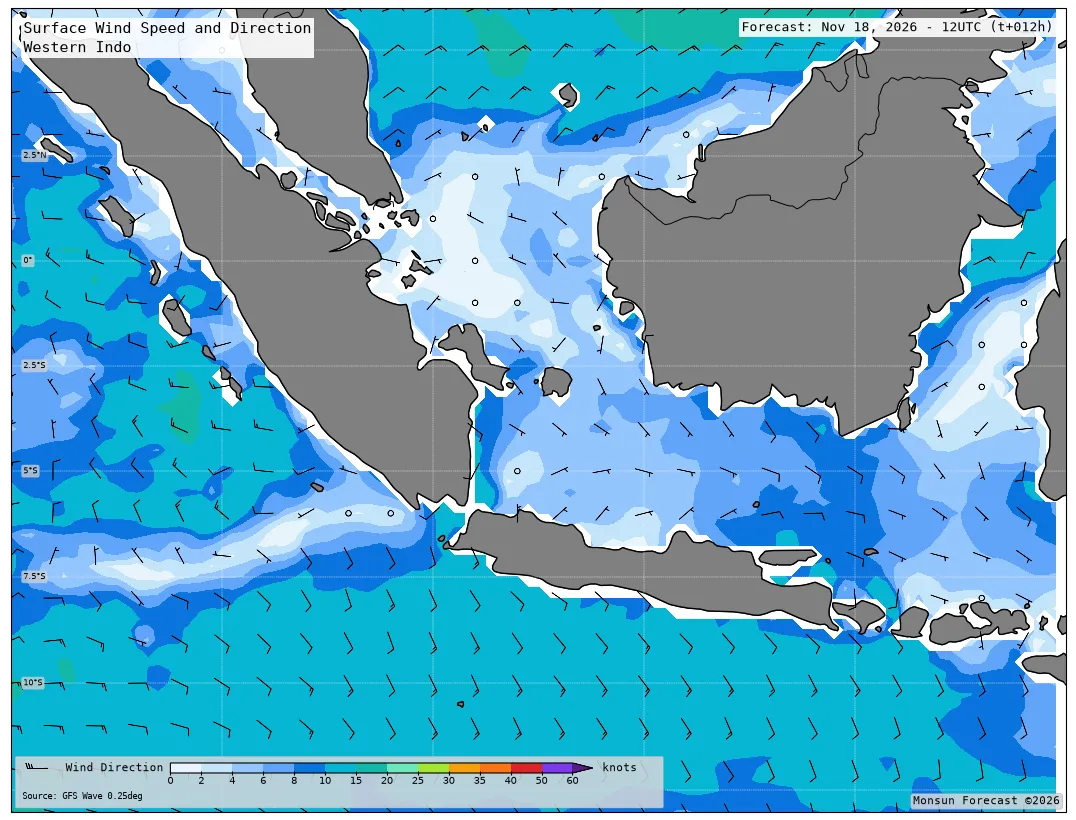 Surface Wind Speed and Direction
Western Indo
Forecast: Nov 18, 2026 - 12UTC (t+012h)
2.5°N
0°
2.5°S
5°S
7.5°S
10°S
Wind Direction
0 2 4 6 8 10 15 20 25 30 40 50 60
knots
Source: GFS Wave 0.25deg
Monsun Forecast ©2026